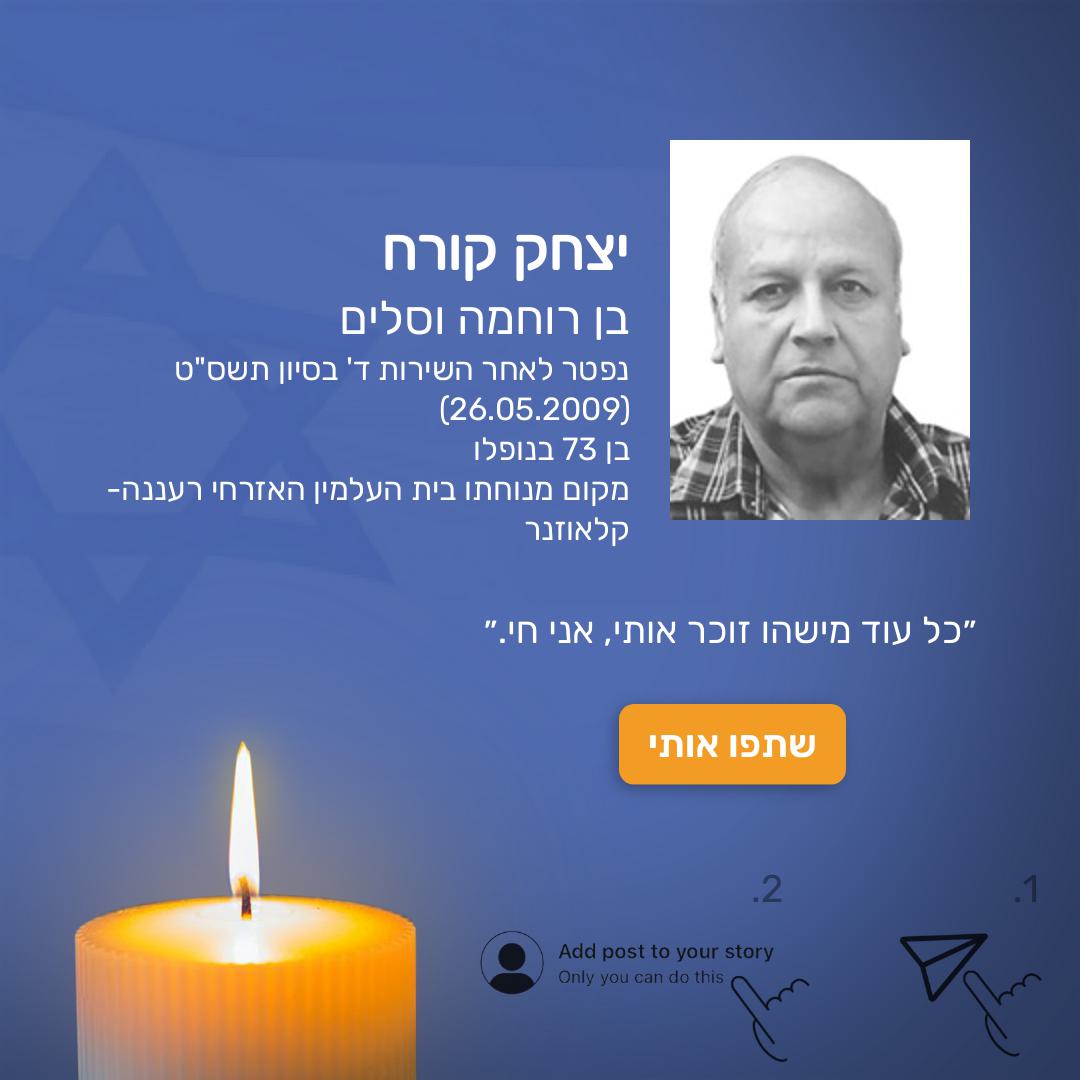 יצחק קורח
בן רוחמה וסלים
נפטר לאחר השירות ד' בסיון תשס"ט
(26.05.2009)
בן 73 בנופלו
מקום מנוחתו בית העלמין האזרחי רעננה-
קלאוזנר
״כל עוד מישהו זוכר אותי, אני חי.״
שתפו אותי
.1
.2
Add post to your story
Only you can do this